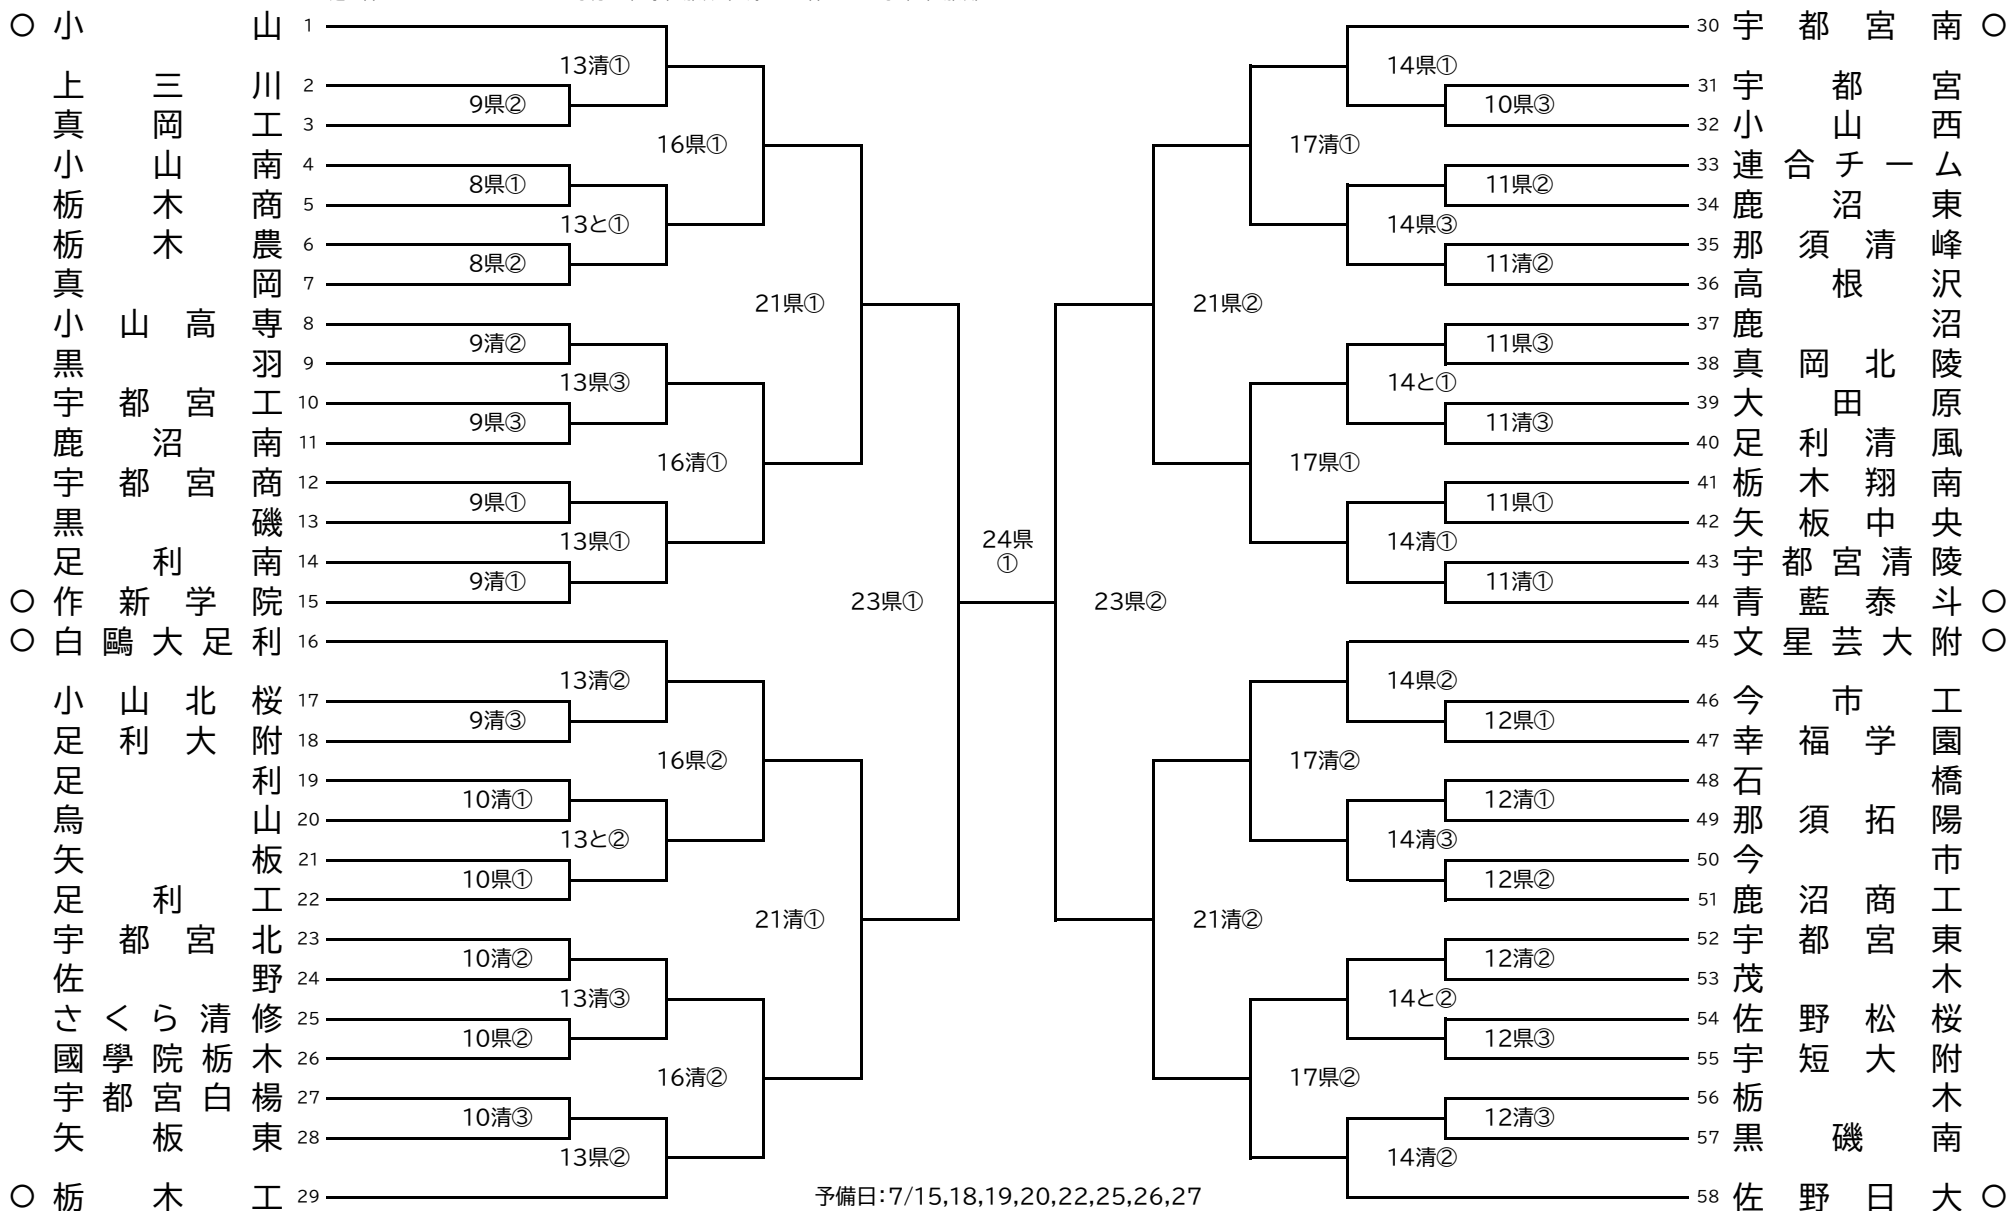 ○ 小山 1
上三川 2
真岡工 3
小山南 4
栃木商 5
栃木農 6
真岡 7
小山高専 8
黒羽 9
宇都宮工 10
鹿沼南 11
宇都宮商 12
黒磯 13
足利南 14
○ 作新学院 15
○ 白鷗大足利 16
小山北桜 17
足利大附 18
足利 19
烏山 20
矢板 21
足利工 22
宇都宮北 23
佐野 24
さくら清修 25
國學院栃木 26
宇都宮白楊 27
矢板東 28
○ 栃木工 29
9県②
8県①
8県②
9清②
9県③
9県①
9清①
9清③
10清①
10県①
10清②
10県②
10清③
13清①
13と①
13県③
13県①
13清②
13と②
13清③
13県②
16県①
16清①
16県②
16清②
21県①
21清①
23県①
24県
①
23県②
21県②
21清②
17清①
17県①
17清②
17県②
14県①
14県③
14と①
14清①
14県②
14清③
14と②
14清②
10県③
11県②
11清②
11県③
11清③
11県①
11清①
12県①
12清①
12県②
12清②
12県③
12清③
30 宇都宮南 ○
31 宇都宮
32 小山西
33 連合チーム
34 鹿沼東
35 那須清峰
36 高根沢
37 鹿沼
38 真岡北陵
39 大田原
40 足利清風
41 栃木翔南
42 矢板中央
43 宇都宮清陵
44 青藍泰斗 ○
45 文星芸大附 ○
46 今市工
47 幸福学園
48 石橋
49 那須拓陽
50 今市
51 鹿沼商工
52 宇都宮東
53 茂木
54 佐野松桜
55 宇短大附
56 栃木
57 黒磯南
58 佐野日大 ○
予備日：7/15,18,19,20,22,25,26,27